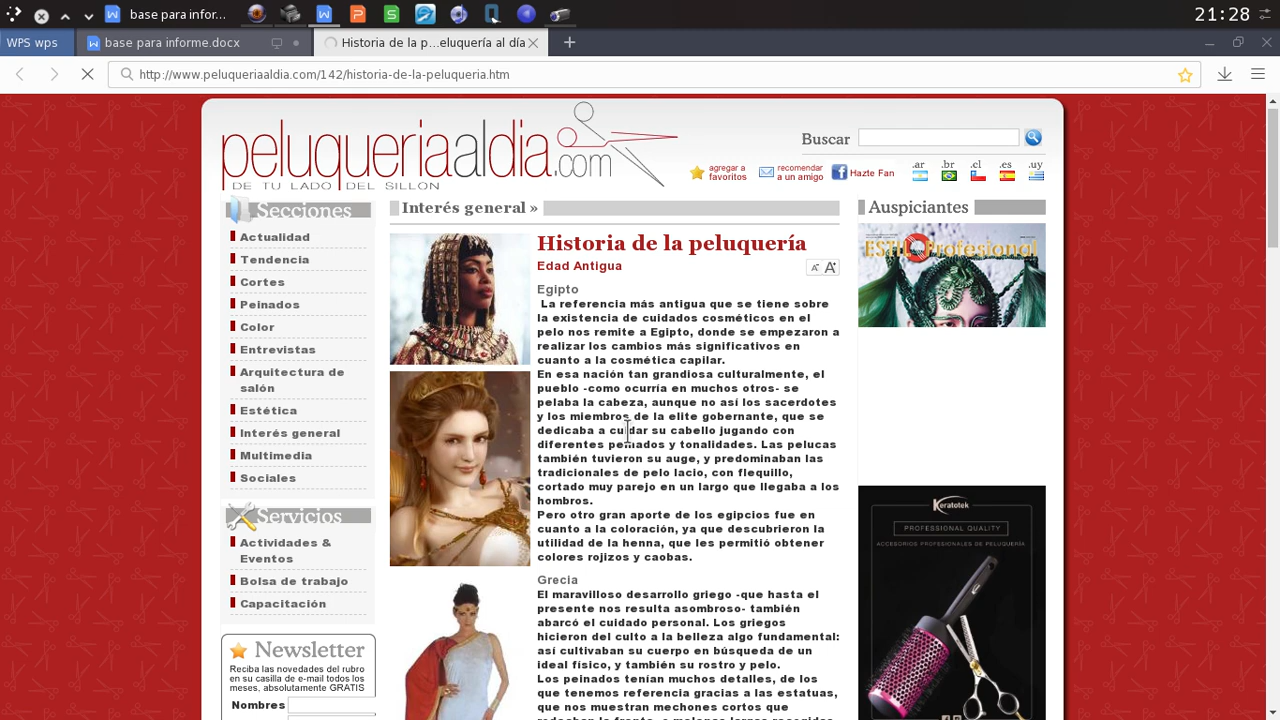 base para infor...
21:28
WPS wps
base para informe.docx
Historia de la p...eluquería al día
http://www.peluqueriaaldia.com/142/historia-de-la-peluqueria.htm
peluqueriaaldia.com
DE TU LADO DEL SILLON
Buscar
agregar a
favoritos
recomendar
a un amigo
Hazte Fan
.ar
.br
.cl
.es
.uy
Secciones
Actualidad
Tendencia
Cortes
Peinados
Color
Entrevistas
Arquitectura de
salón
Estética
Interés general
Multimedia
Sociales
Servicios
Actividades &
Eventos
Bolsa de trabajo
Capacitación
Newsletter
Reciba las novedades del rubro
en su casilla de e-mail todos los
meses, absolutamente GRATIS
Nombres
Interés general »
Historia de la peluquería
Edad Antigua
A- A+
Egipto
La referencia más antigua que se tiene sobre
la existencia de cuidados cosméticos en el
pelo nos remite a Egipto, donde se empezaron a
realizar los cambios más significativos en
cuanto a la cosmética capilar.
En esa nación tan grandiosa culturalmente, el
pueblo -como ocurría en muchos otros- se
pelaba la cabeza, aunque no así los sacerdotes
y los miembros de la elite gobernante, que se
dedicaba a cuidar su cabello jugando con
diferentes peinados y tonalidades. Las pelucas
también tuvieron su auge, y predominaban las
tradicionales de pelo lacio, con flequillo,
cortado muy parejo en un largo que llegaba a los
hombros.
Pero otro gran aporte de los egipcios fue en
cuanto a la coloración, ya que descubrieron la
utilidad de la henna, que les permitió obtener
colores rojizos y caobas.
Grecia
El maravilloso desarrollo griego -que hasta el
presente nos resulta asombroso- también
abarcó el cuidado personal. Los griegos
hicieron del culto a la belleza algo fundamental:
así cultivaban su cuerpo en búsqueda de un
ideal físico, y también su rostro y pelo.
Los peinados tenían muchos detalles, de los
que tenemos referencia gracias a las estatuas,
que nos muestran mechones cortos que
Auspiciantes
ESTILO Profesional
Keratotek
PROFESSIONAL QUALITY
ACCESORIOS PROFESIONALES DE PELUQUERÍA